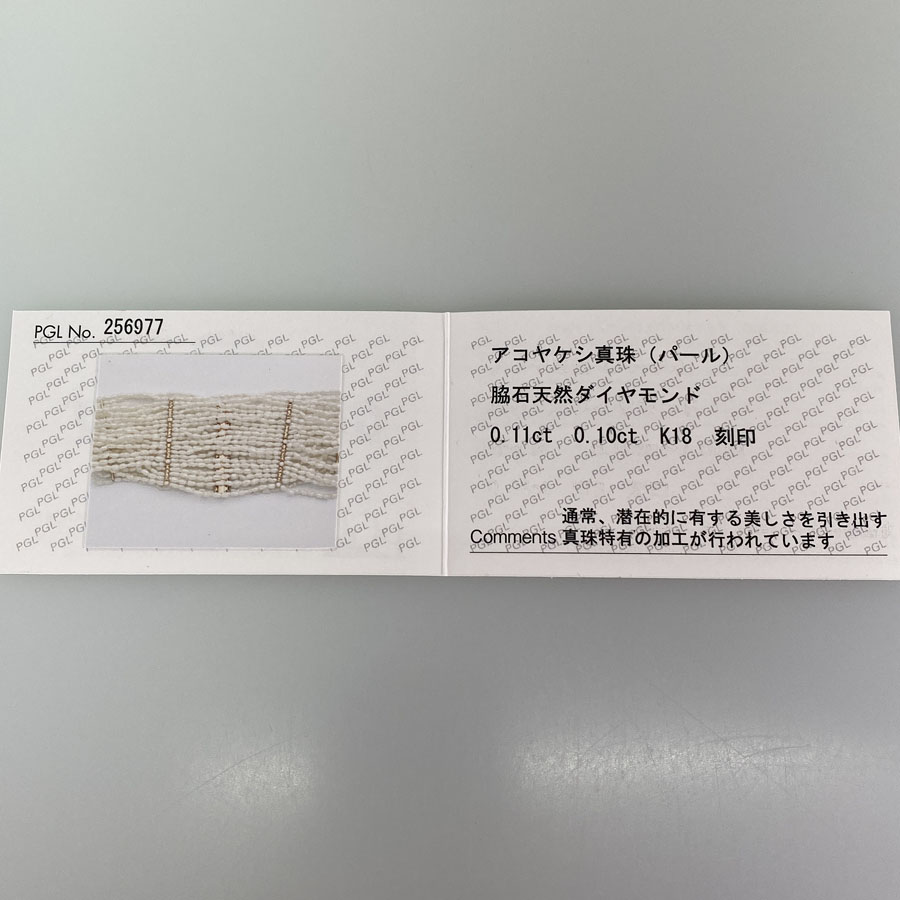 PGL No. 256977
アコヤケシ真珠（パール）
脇石天然ダイヤモンド
0.11ct 0.10ct K18 刻印
通常、潜在的に有する美しさを引き出す
Comments 真珠特有の加工が行われています